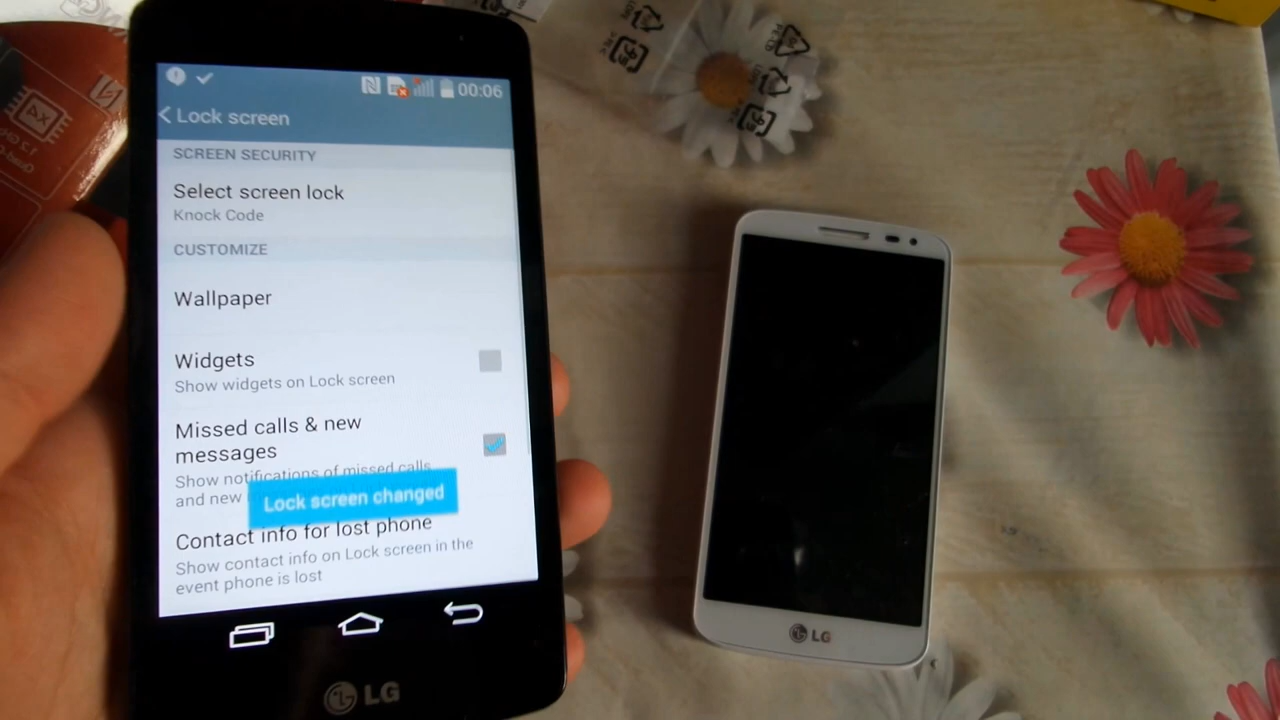 00:06
Lock screen
SCREEN SECURITY
Select screen lock
Knock Code
CUSTOMIZE
Wallpaper
Widgets
Show widgets on Lock screen
Missed calls & new
messages
Show notifications of missed calls
and new
Lock screen changed
Contact info for lost phone
Show contact info on Lock screen in the
event phone is lost
LG
LG